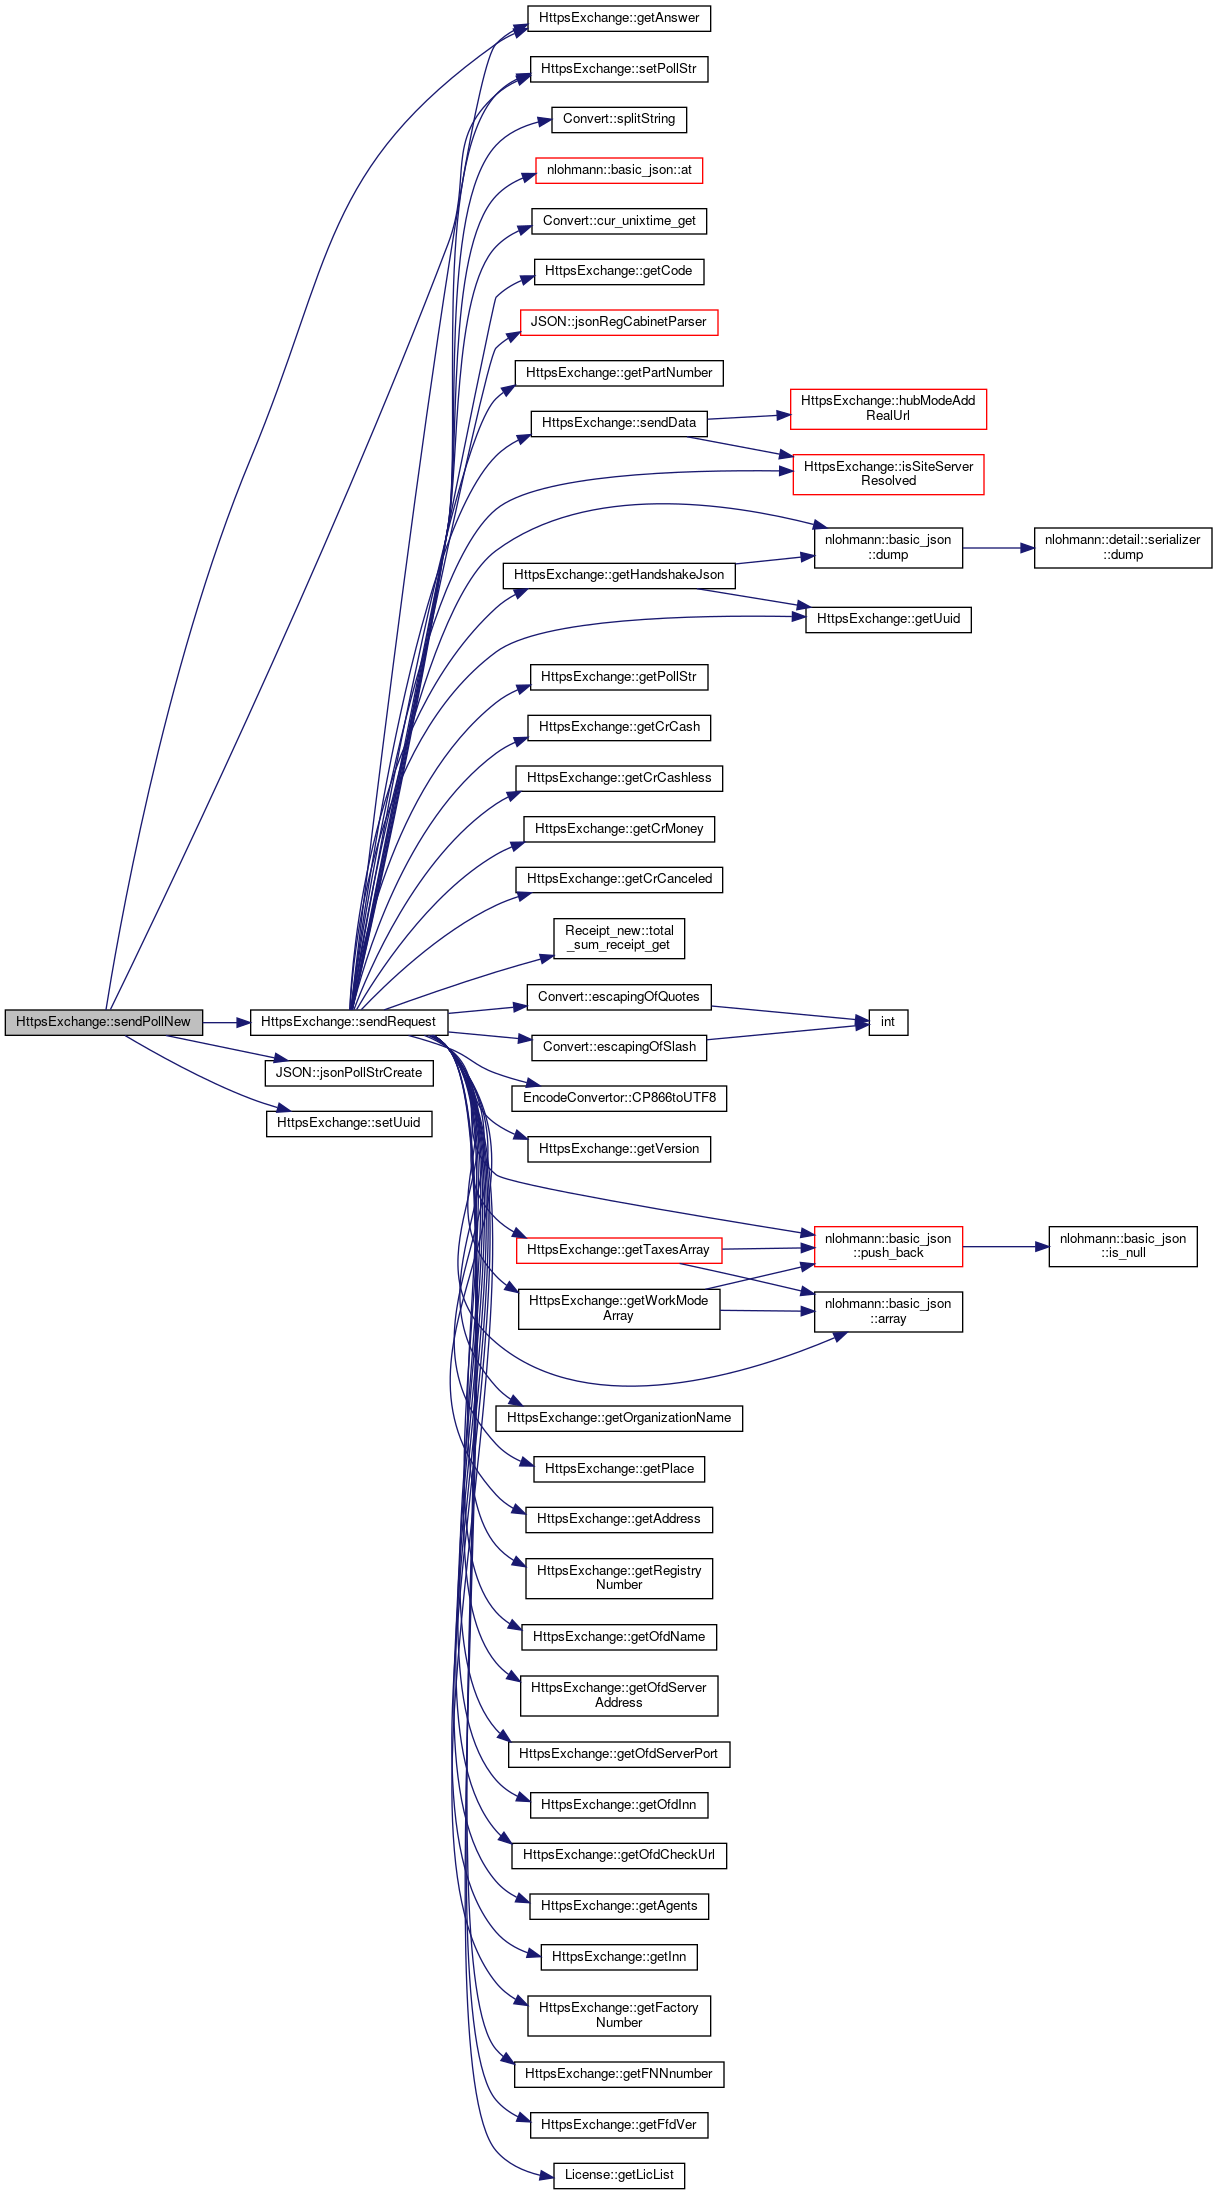 HttpsExchange::getAnswer
HttpsExchange::setPollStr
Convert::splitString
nlohmann::basic_json::at
Convert::cur_unixtime_get
HttpsExchange::getCode
JSON::jsonRegCabinetParser
HttpsExchange::getPartNumber
HttpsExchange::sendData
HttpsExchange::hubModeAdd
RealUrl
HttpsExchange::isSiteServer
Resolved
nlohmann::basic_json
::dump
nlohmann::detail::serializer
::dump
HttpsExchange::getHandshakeJson
HttpsExchange::getUuid
HttpsExchange::getPollStr
HttpsExchange::getCrCash
HttpsExchange::getCrCashless
HttpsExchange::getCrMoney
HttpsExchange::getCrCanceled
Receipt_new::total
_sum_receipt_get
Convert::escapingOfQuotes
int
HttpsExchange::sendPollNew
HttpsExchange::sendRequest
Convert::escapingOfSlash
JSON::jsonPollStrCreate
EncodeConvertor::CP866toUTF8
HttpsExchange::setUuid
HttpsExchange::getVersion
HttpsExchange::getTaxesArray
nlohmann::basic_json
::push_back
nlohmann::basic_json
::is_null
HttpsExchange::getWorkMode
Array
nlohmann::basic_json
::array
HttpsExchange::getOrganizationName
HttpsExchange::getPlace
HttpsExchange::getAddress
HttpsExchange::getRegistry
Number
HttpsExchange::getOfdName
HttpsExchange::getOfdServer
Address
HttpsExchange::getOfdServerPort
HttpsExchange::getOfdInn
HttpsExchange::getOfdCheckUrl
HttpsExchange::getAgents
HttpsExchange::getInn
HttpsExchange::getFactory
Number
HttpsExchange::getFNNnumber
HttpsExchange::getFfdVer
License::getLicList